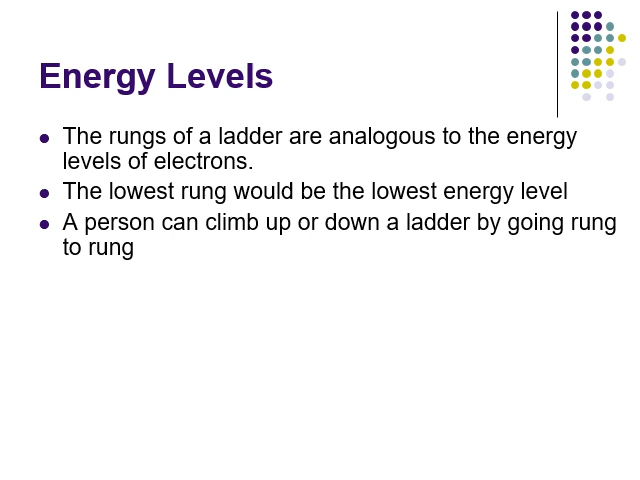 Energy Levels
The rungs of a ladder are analogous to the energy
levels of electrons.
The lowest rung would be the lowest energy level
A person can climb up or down a ladder by going rung
to rung